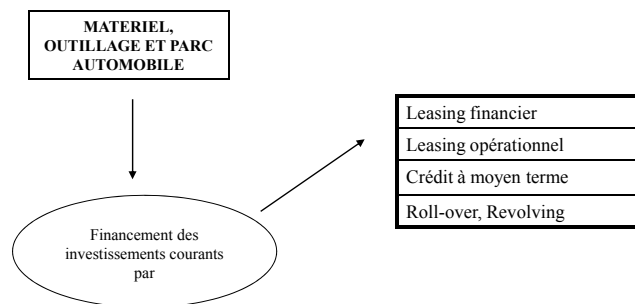 MATERIEL,
OUTILLAGE ET PARC
AUTOMOBILE
Leasing financier
Leasing opérationnel
Crédit à moyen terme
Roll-over, Revolving
Financement des
investissements courants
par